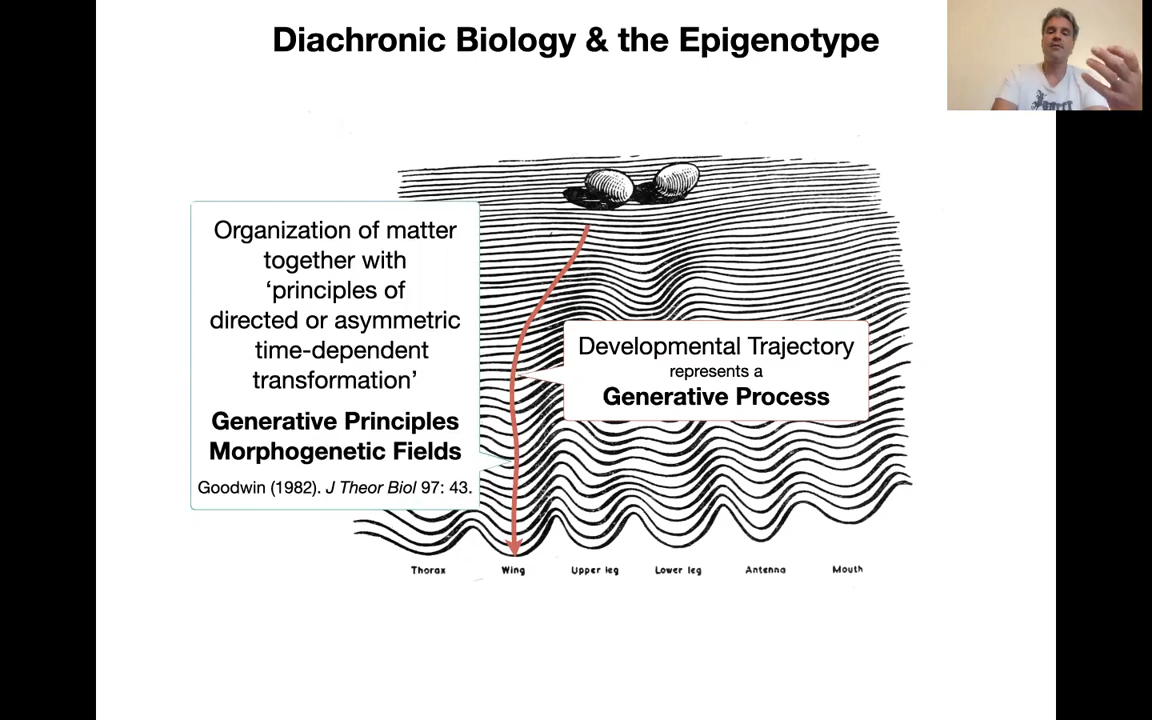 Diachronic Biology & the Epigenotype
Organization of matter
together with
‘principles of
directed or asymmetric
time-dependent
transformation’
Generative Principles
Morphogenetic Fields
Goodwin (1982). J Theor Biol 97: 43.
Developmental Trajectory
represents a
Generative Process
Thorax Wing Upper leg Lower leg Antenna Mouth